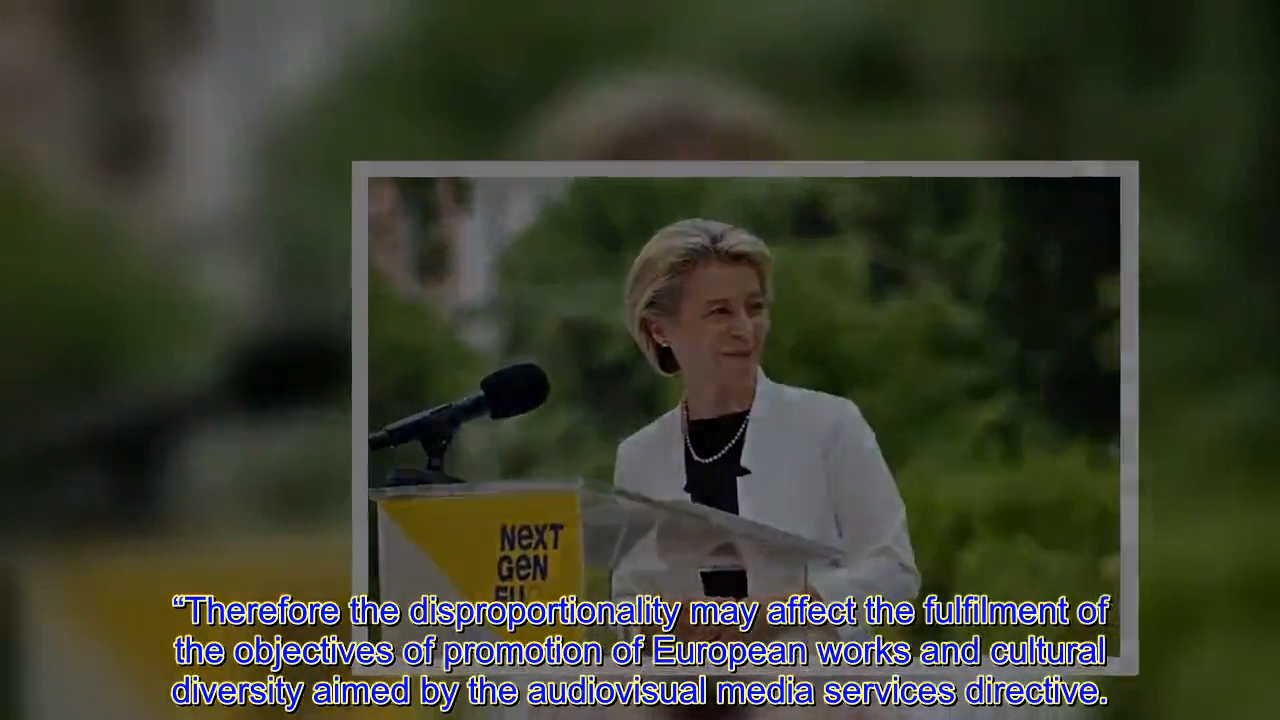 NEXT
GEN
EU
“Therefore the disproportionality may affect the fulfilment of
the objectives of promotion of European works and cultural
diversity aimed by the audiovisual media services directive.